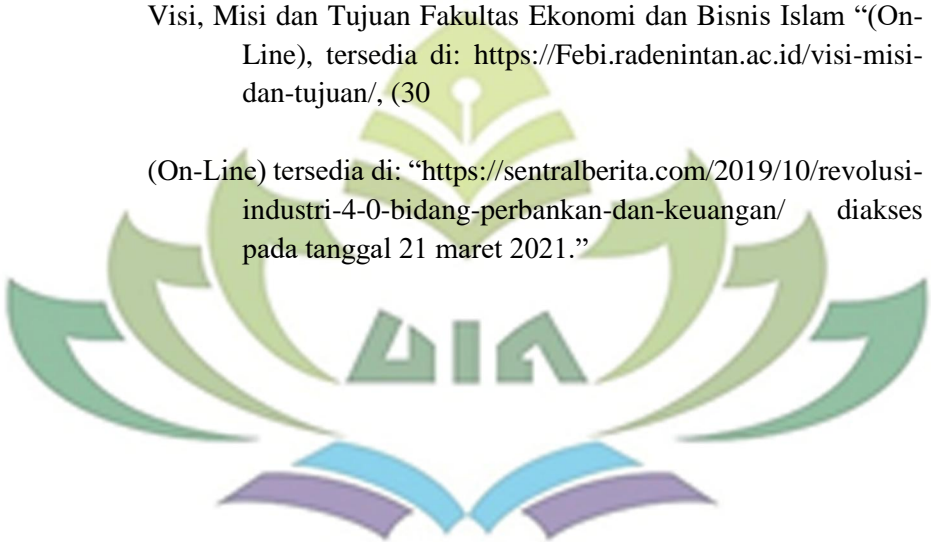 Visi, Misi dan Tujuan Fakultas Ekonomi dan Bisnis Islam “(On-
Line), tersedia di: https://Febi.radenintan.ac.id/visi-misi-
dan-tujuan/, (30
(On-Line) tersedia di: “https://sentralberita.com/2019/10/revolusi-
industri-4-0-bidang-perbankan-dan-keuangan/ diakses
pada tanggal 21 maret 2021.”
UIN